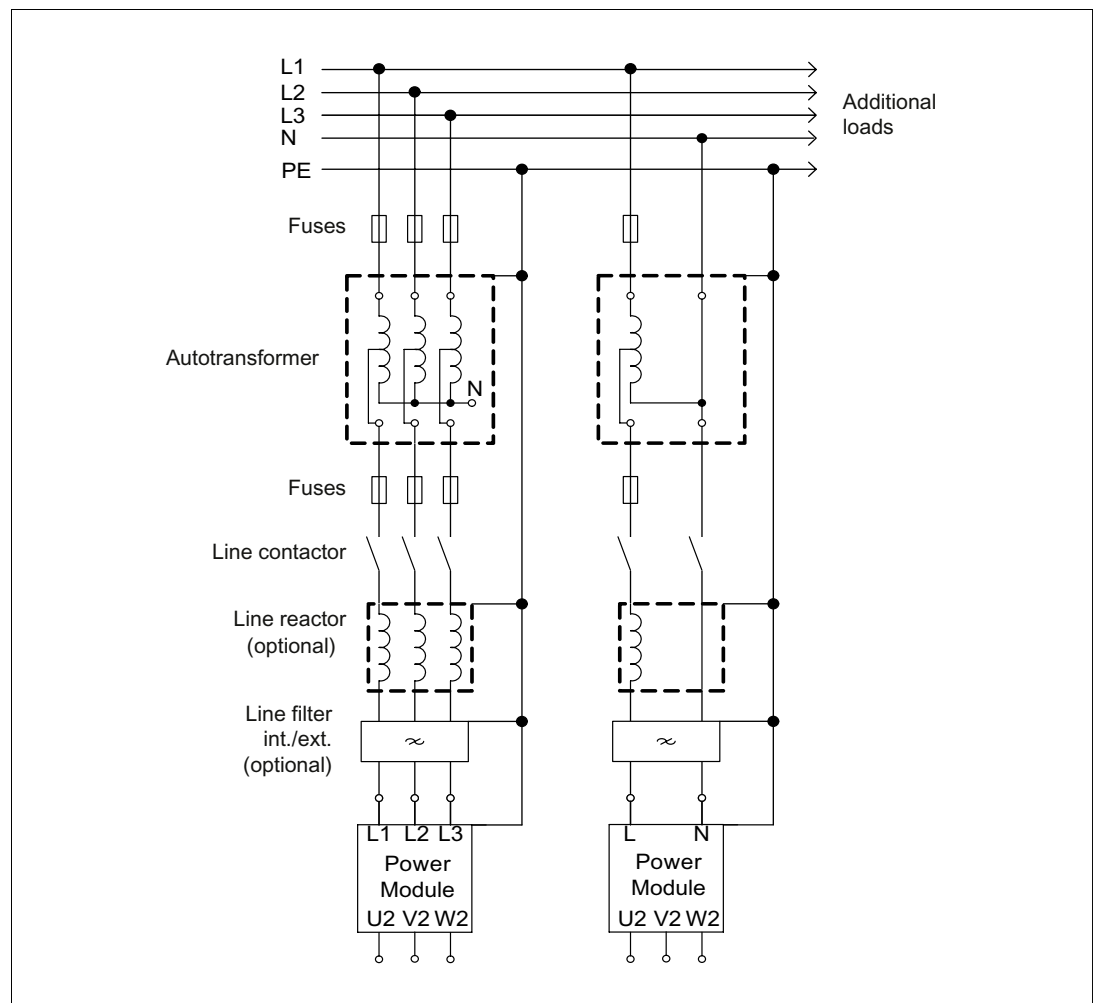 L1
L2
L3
N
PE
Additional
loads
Fuses
Autotransformer
N
Fuses
Line contactor
Line reactor
(optional)
Line filter
int./ext.
(optional)
L1 L2 L3
Power
Module
U2 V2 W2
L N
Power
Module
U2 V2 W2